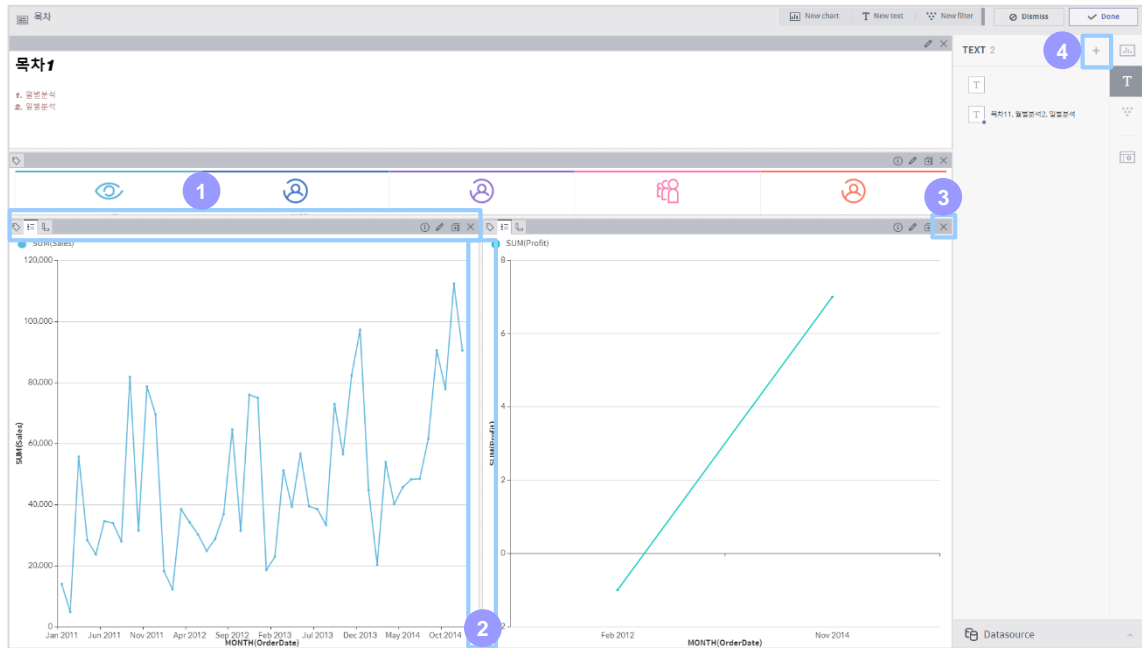 목차
New chart
New text
New filter
Dismiss
Done
목차1
1. 월별분석
2. 일별분석
TEXT 2
4
T
T
T 목차11. 월별분석2. 일별분석
1
3
SUM(Sales)
SUM(Profit)
120,000
100,000
80,000
60,000
40,000
20,000
0
SUM(Sales)
Jan 2011 Jun 2011 Nov 2011 Apr 2012 Sep 2012 Feb 2013 Jul 2013 Dec 2013 May 2014 Oct 2014
MONTH(OrderDate)
2
8
6
4
2
0
2
SUM(Profit)
Feb 2012 Nov 2014
MONTH(OrderDate)
Datasource